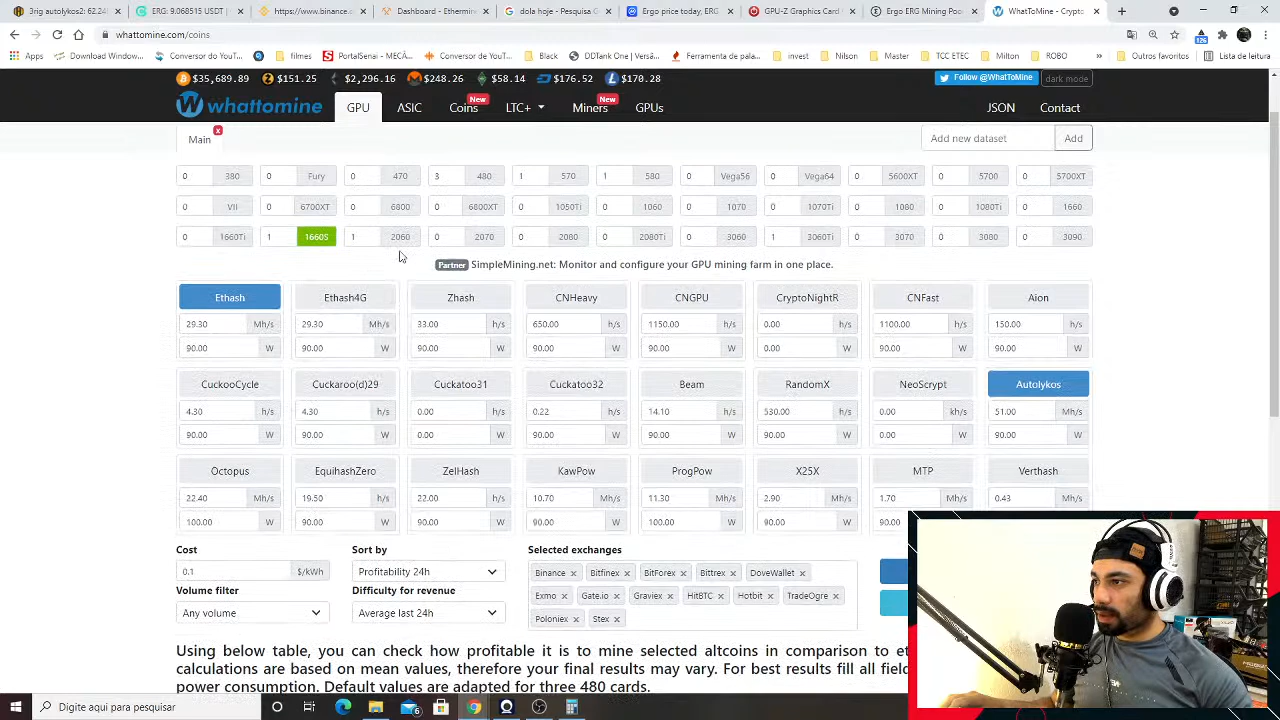 3rig autolykos2: 62.24
ERG: 9.068515 USDT |
https://www.binance.c
Dashboard - Ethermin
dola hoje - Pesquisa G
Ergo price today, ERG
GPU-Z Graphics Card
Ergo ERG Mining Poo
WhatToMine - Crypto
whattomine.com/coins
126
Apps
Download Window...
Conversor de YouT...
filmes
PortalSenai - MECÂ...
Conversor de YouT...
Black
DDTank One | Versã...
Ferramenta de pala...
invest
Nilson
Master
TCC ETEC
Milton
ROBO
Outros favoritos
Lista de leitura
$35,689.89 $151.25 $2,296.16 $248.26 $58.14 $176.52 $170.28
Follow @WhatToMine dark mode
whattomine GPU ASIC Coins New LTC+ Miners New GPUs JSON Contact
Main x Add new dataset Add
0 380 0 Fury 0 470 3 480 1 570 1 580 0 Vega56 0 Vega64 0 5600XT 0 5700 0 5700XT
0 VII 0 6700XT 0 6800 0 6800XT 0 1050Ti 0 1060 0 1070 0 1070Ti 0 1080 0 1080Ti 0 1660
0 1660Ti 1 1660S 1 2060 0 2070 0 2080 0 2080Ti 0 3060 1 3060Ti 0 3070 0 3080 0 3090
Partner SimpleMining.net: Monitor and configure your GPU mining farm in one place.
Ethash Ethash4G Zhash CNHeavy CNGPU CryptoNightR CNFast Aion
29.30 Mh/s 29.30 Mh/s 33.00 h/s 650.00 h/s 1150.00 h/s 0.00 h/s 1100.00 h/s 150.00 h/s
90.00 W 90.00 W 90.00 W 90.00 W 90.00 W 0.00 W 90.00 W 90.00 W
CuckooCycle Cuckaroo(d)29 Cuckatoo31 Cuckatoo32 Beam RandomX NeoScrypt Autolykos
4.30 h/s 4.30 h/s 0.00 h/s 0.22 h/s 14.10 h/s 530.00 h/s 0.00 kh/s 51.00 Mh/s
90.00 W 90.00 W 0.00 W 90.00 W 90.00 W 90.00 W 0.00 W 90.00 W
Octopus EquihashZero ZelHash KawPow ProgPow X25X MTP Verthash
22.40 Mh/s 19.50 h/s 22.00 h/s 10.70 Mh/s 11.30 Mh/s 2.90 Mh/s 1.70 Mh/s 0.43 Mh/s
100.00 W 90.00 W 90.00 W 90.00 W 100.00 W 90.00 W 90.00
Cost Sort by Selected exchanges
0.1 $/kWh Profitability 24h Bitfinex BitForex Bittrex DoveWallet
Volume filter Difficulty for revenue Exmo Gate.io Graviex HitBTC Hotbit TradeOgre
Any volume Average last 24h Poloniex Stex
Using below table, you can check how profitable it is to mine selected altcoins in comparison to et
calculations are based on mean values, therefore your final results may vary. For best results fill all field
power consumption. Default values are adapted for three 480 cards.
Digite aqui para pesquisar